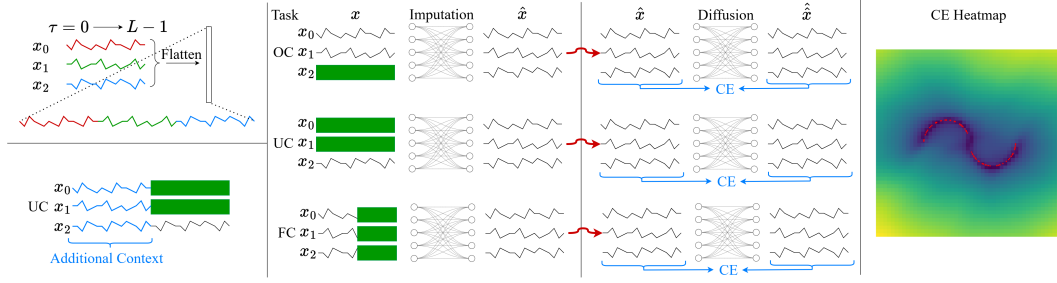 τ = 0 → L − 1
x₀
x₁
x₂
Flatten
x₀
UC x₁
x₂
Additional Context
Task x Imputation x̂
x₀
OC x₁
x₂
x₀
UC x₁
x₂
x₀
FC x₁
x₂
x̂ Diffusion x̂̂
CE
CE
CE
CE Heatmap